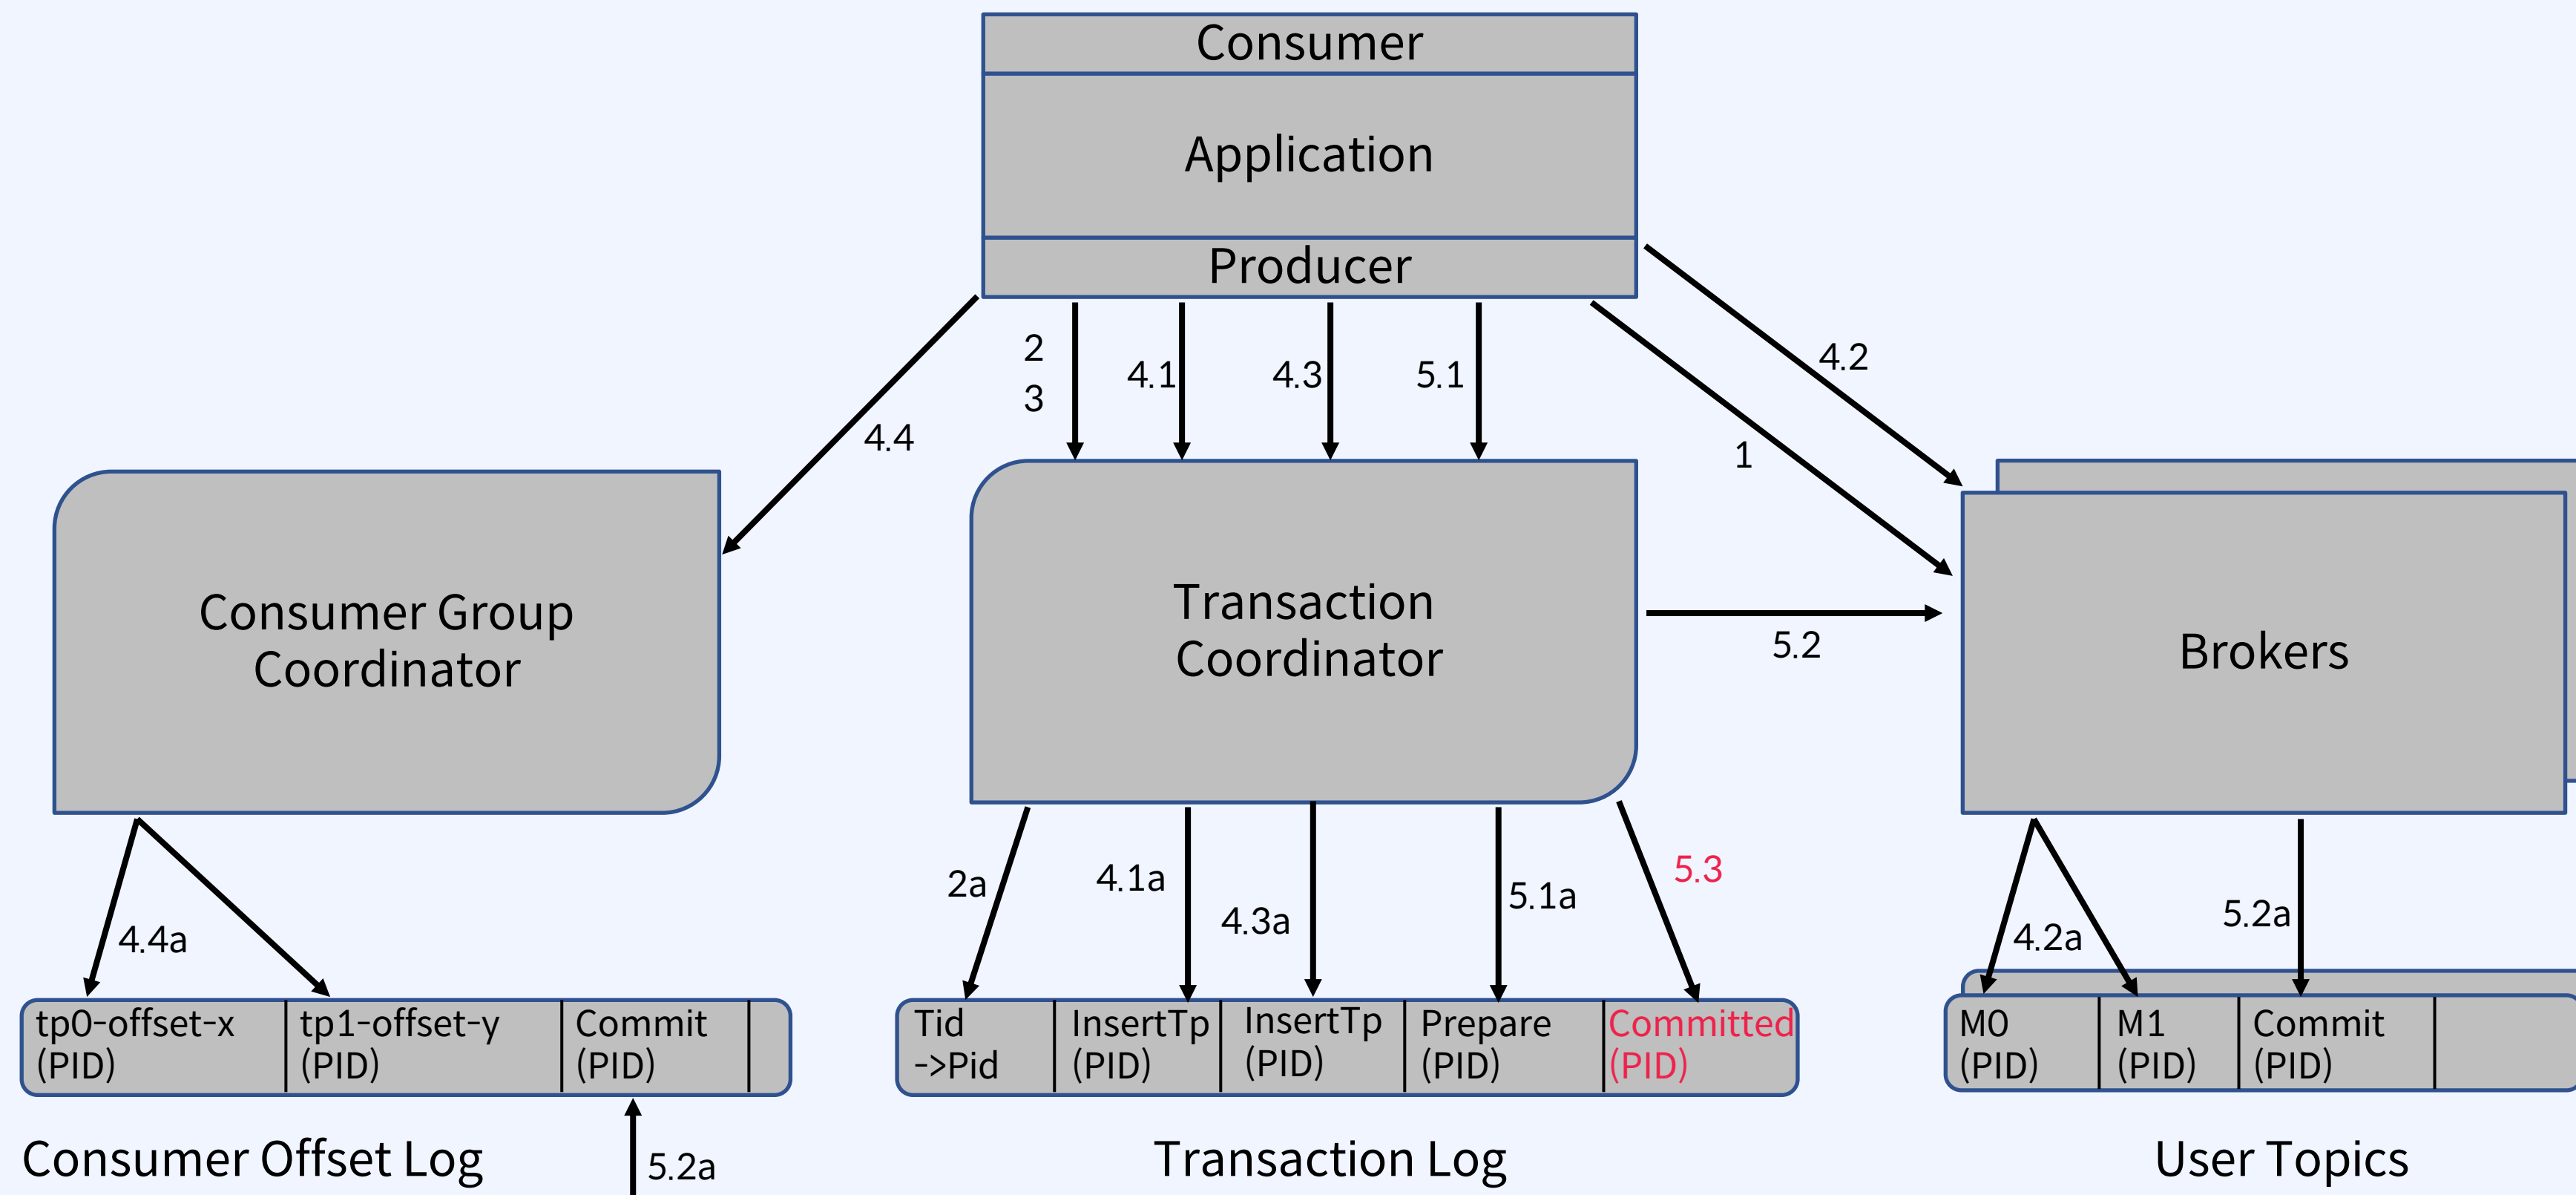 Consumer
Application
Producer
2
3
4.1
4.3
5.1
4.2
4.4
1
Consumer Group
Coordinator
Transaction
Coordinator
5.2
Brokers
4.4a
2a
4.1a
4.3a
5.1a
5.3
4.2a
5.2a
tp0-offset-x
(PID)
tp1-offset-y
(PID)
Commit
(PID)
Tid
->Pid
InsertTp
(PID)
InsertTp
(PID)
Prepare
(PID)
Committed
(PID)
M0
(PID)
M1
(PID)
Commit
(PID)
Consumer Offset Log
5.2a
Transaction Log
User Topics